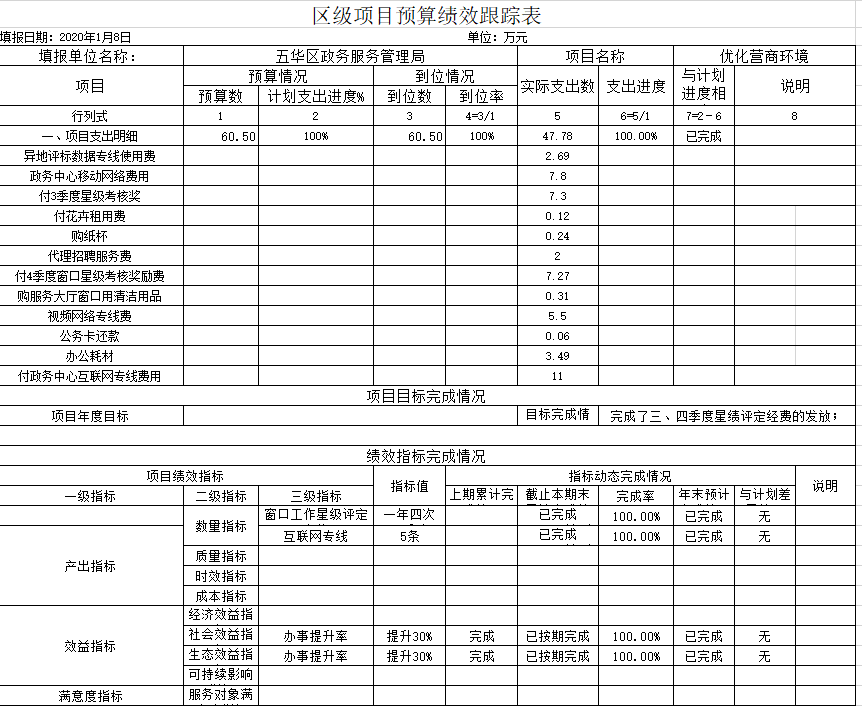 区级项目预算绩效跟踪表
填报日期: 2020年1月8日 单位: 万元
填报单位名称: 五华区政务服务管理局 项目名称 优化营商环境
项目 预算情况 到位情况 实际支出数 支出进度 与计划进度相 说明
预算数 计划支出进度% 到位数 到位率
行列式 1 2 3 4=3/1 5 6=5/1 7=2-6 8
一、项目支出明细 60.50 100% 60.50 100% 47.78 100.00% 已完成
异地评标数据专线使用费 2.69
政务中心移动网络费用 7.8
付3季度星级考核奖 7.3
付花卉租用费 0.12
购纸杯 0.24
代理招聘服务费 2
付4季度窗口星级考核奖励费 7.27
购服务大厅窗口用清洁用品 0.31
视频网络专线费 5.5
公务卡还款 0.06
办公耗材 3.49
付政务中心互联网专线费用 11
项目目标完成情况
项目年度目标 目标完成情 完成了三、四季度星绩评定经费的发放;
绩效指标完成情况
项目绩效指标 指标值 指标动态完成情况 说明
一级指标 二级指标 三级指标 上期累计完 截止本期末 完成率 年末预计 与计划差
产出指标 数量指标 窗口工作星级评定 一年四次 已完成 100.00% 已完成 无
互联网专线 5条 已完成 100.00% 已完成 无
质量指标
时效指标
成本指标
效益指标 经济效益指
社会效益指 办事提升率 提升30% 完成 已按期完成 100.00% 已完成 无
生态效益指 办事提升率 提升30% 完成 已按期完成 100.00% 已完成 无
可持续影响
满意度指标 服务对象满